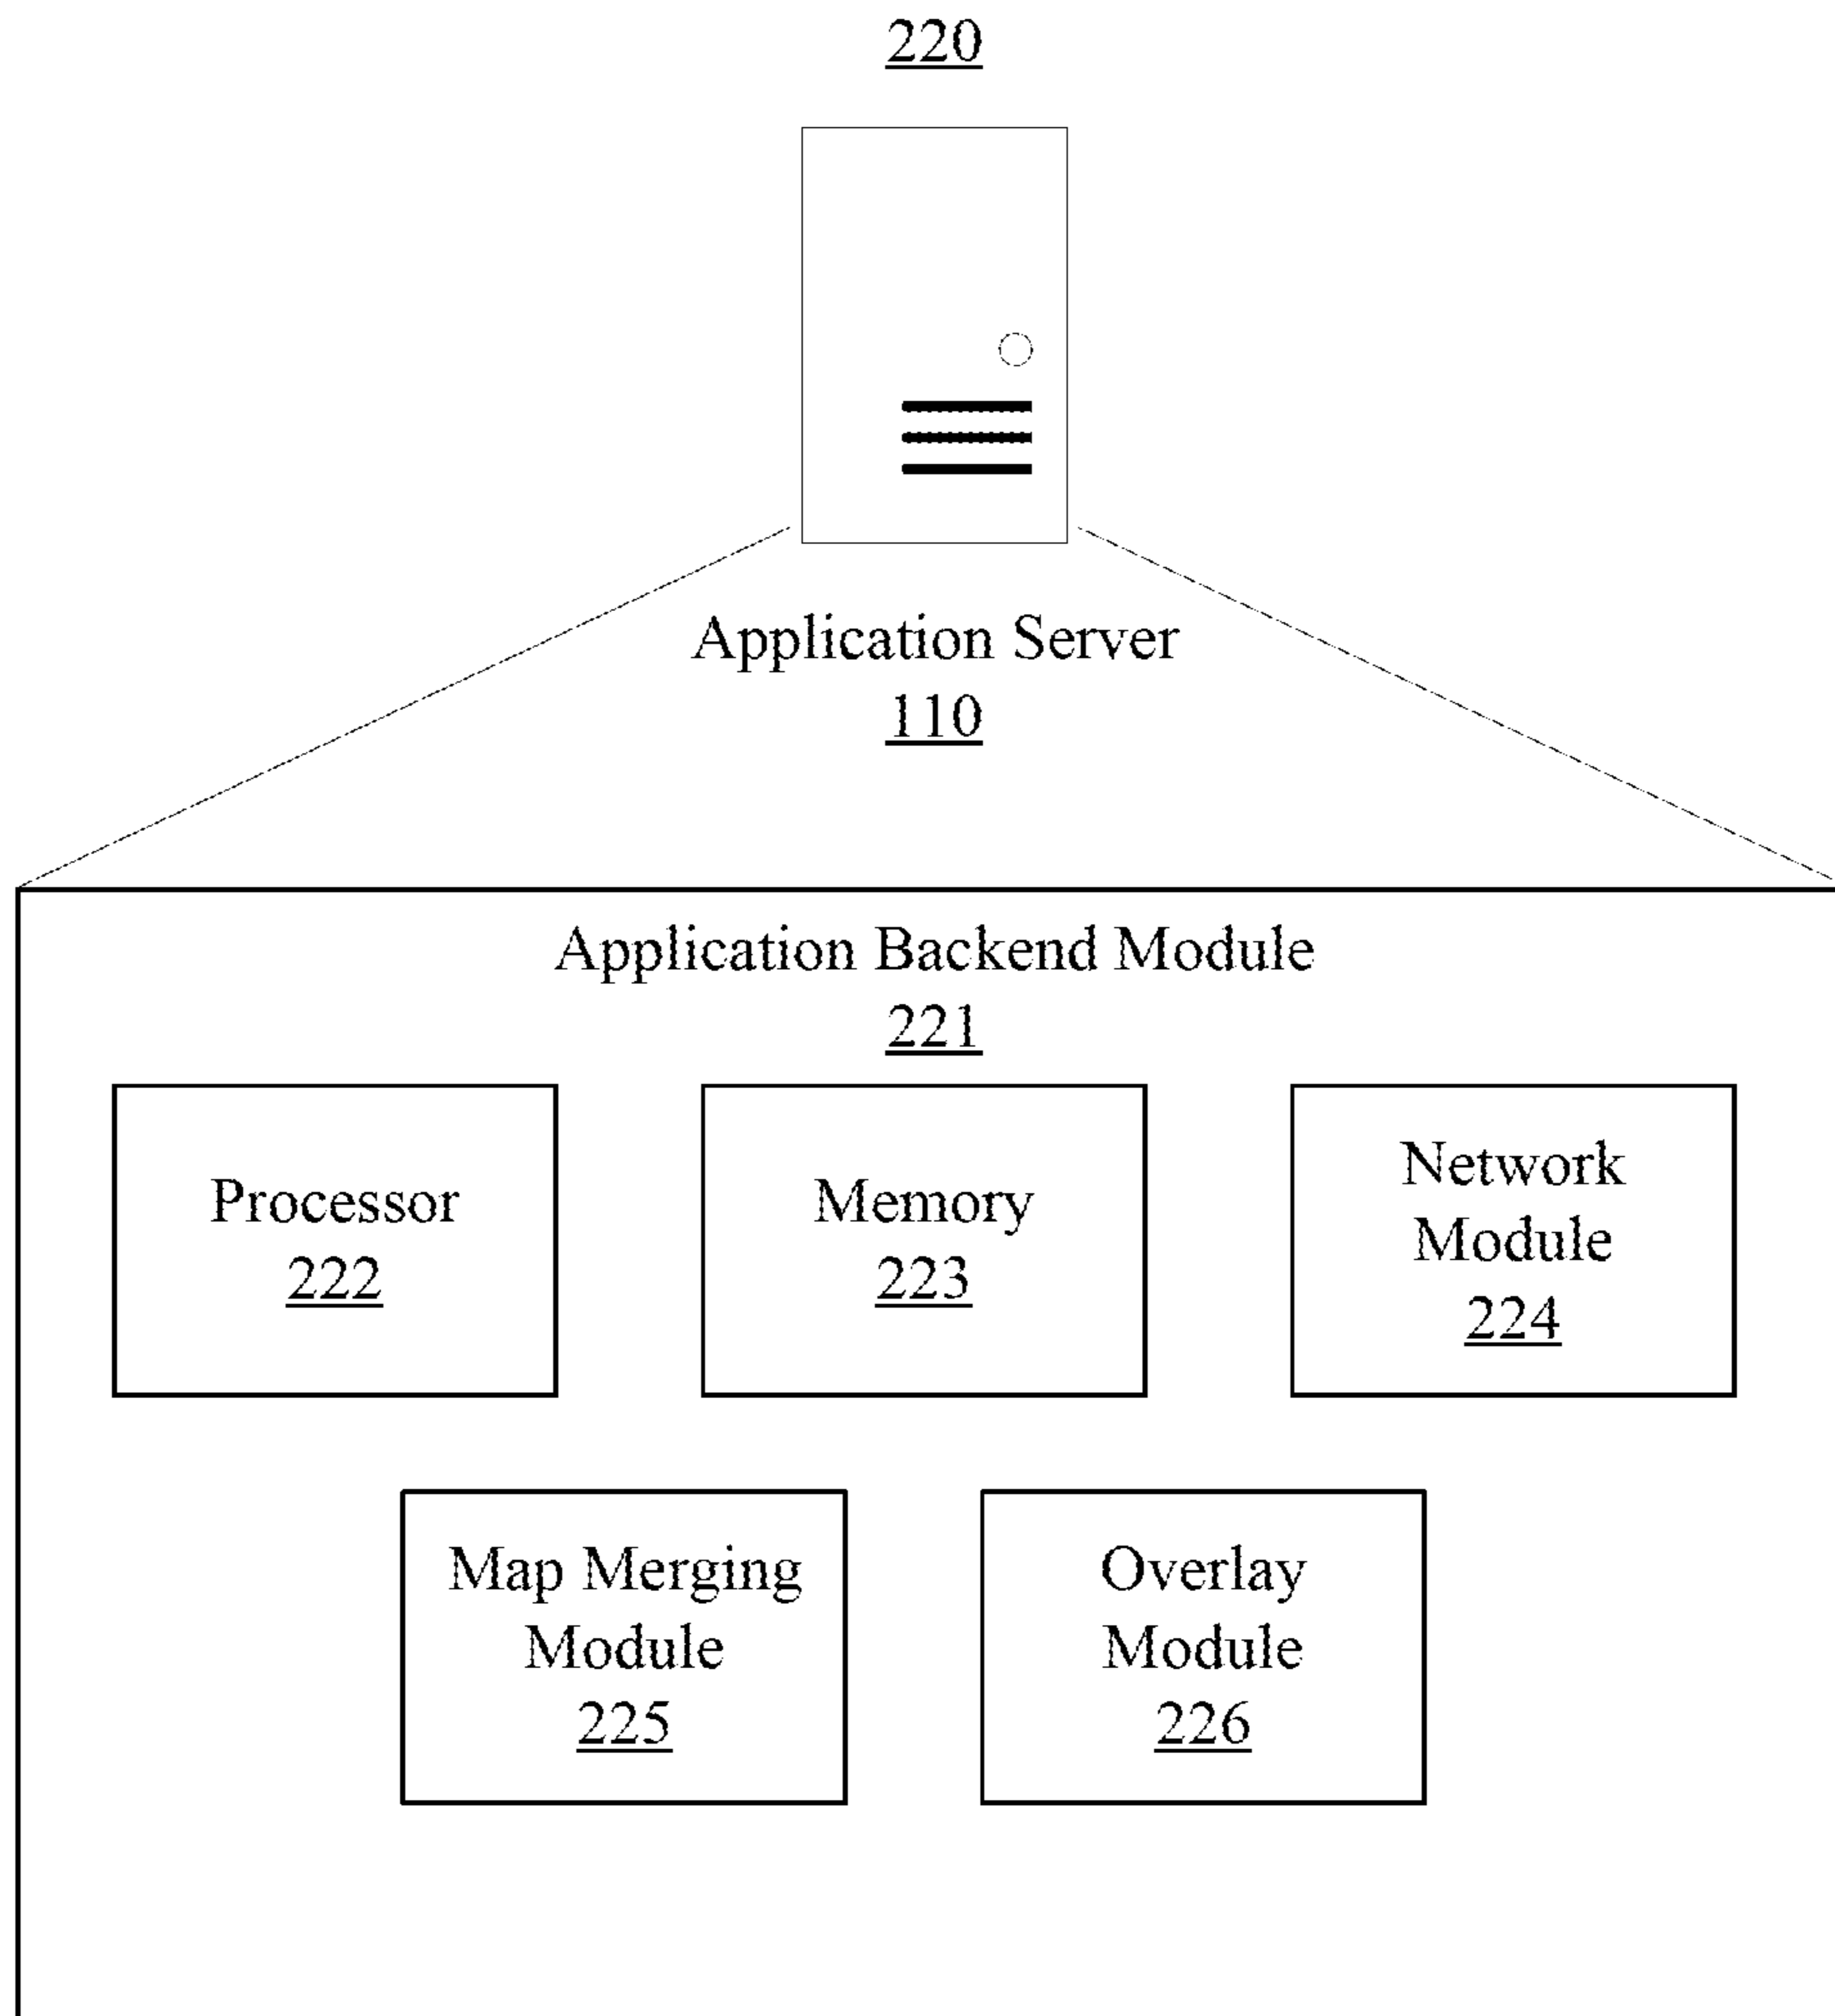 220
Application Server
110
Application Backend Module
221
Processor
222
Memory
223
Network
Module
224
Map Merging
Module
225
Overlay
Module
226